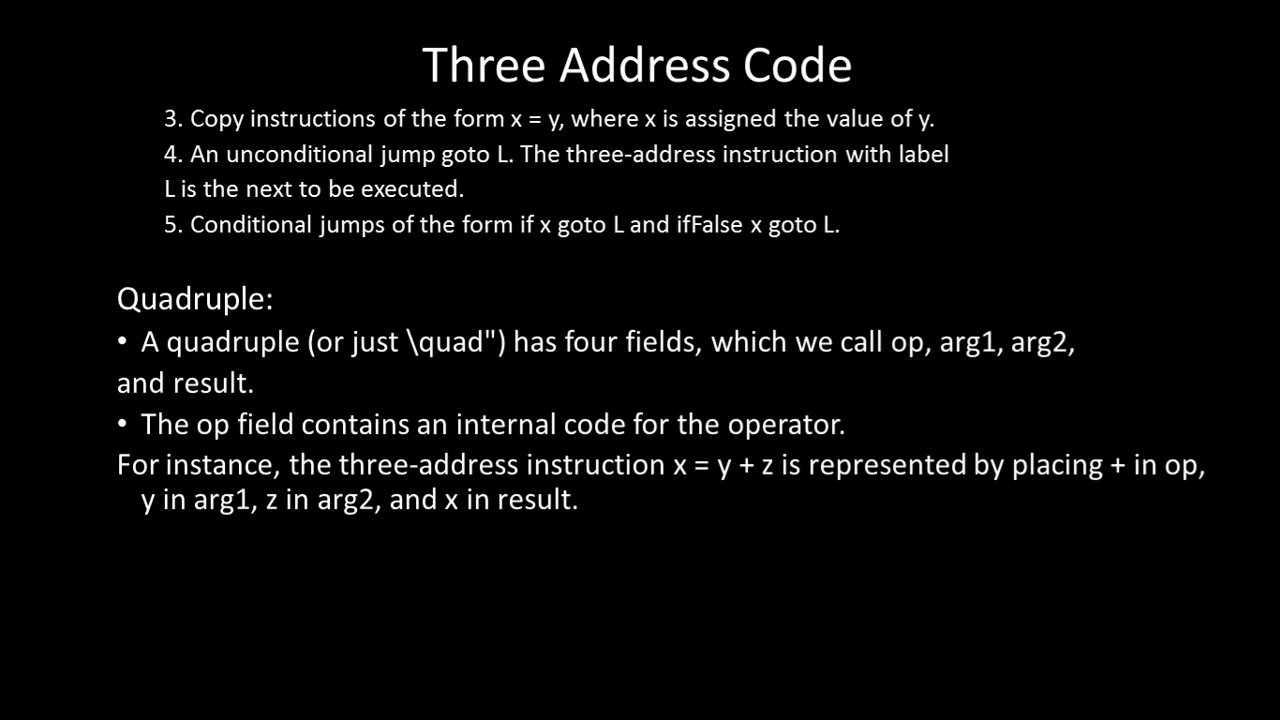 Three Address Code
3. Copy instructions of the form x = y, where x is assigned the value of y.
4. An unconditional jump goto L. The three-address instruction with label
L is the next to be executed.
5. Conditional jumps of the form if x goto L and ifFalse x goto L.
Quadruple:
• A quadruple (or just \quad") has four fields, which we call op, arg1, arg2,
and result.
• The op field contains an internal code for the operator.
For instance, the three-address instruction x = y + z is represented by placing + in op,
y in arg1, z in arg2, and x in result.